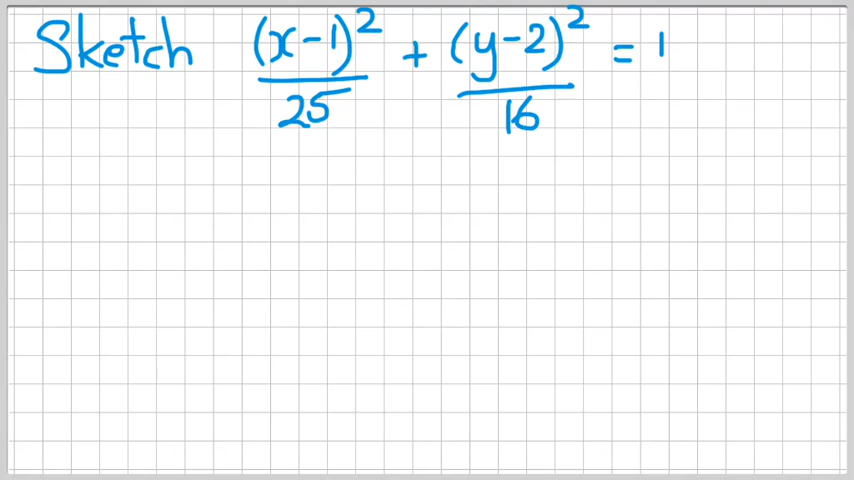 Sketch (x-1)²/25 + (y-2)²/16 = 1